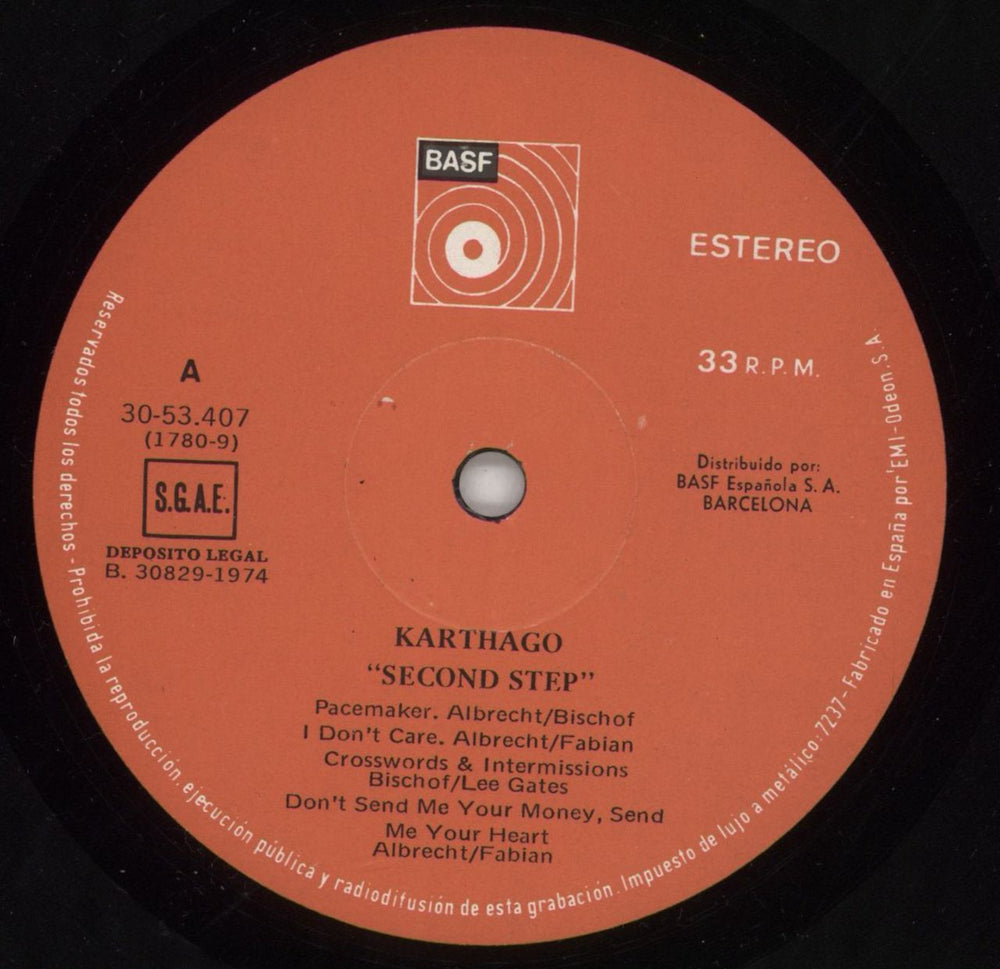 BASF
ESTEREO
33 R.P.M.
A
30-53.407
(1780-9)
S.G.A.E.
DEPOSITO LEGAL
B. 30829-1974
Distribuido por:
BASF Española S. A.
BARCELONA
KARTHAGO
“SECOND STEP”
Pacemaker. Albrecht/Bischof
I Don't Care. Albrecht/Fabian
Crosswords & Intermissions
Bischof/Lee Gates
Don't Send Me Your Money, Send
Me Your Heart
Albrecht/Fabian
Reservados todos los derechos - Prohibida la reproducción, ejecución pública y radiodifusión de esta grabación. Impuesto de lujo a metálico: 7237 - Fabricado en España por EMI-Odeon. S. A.